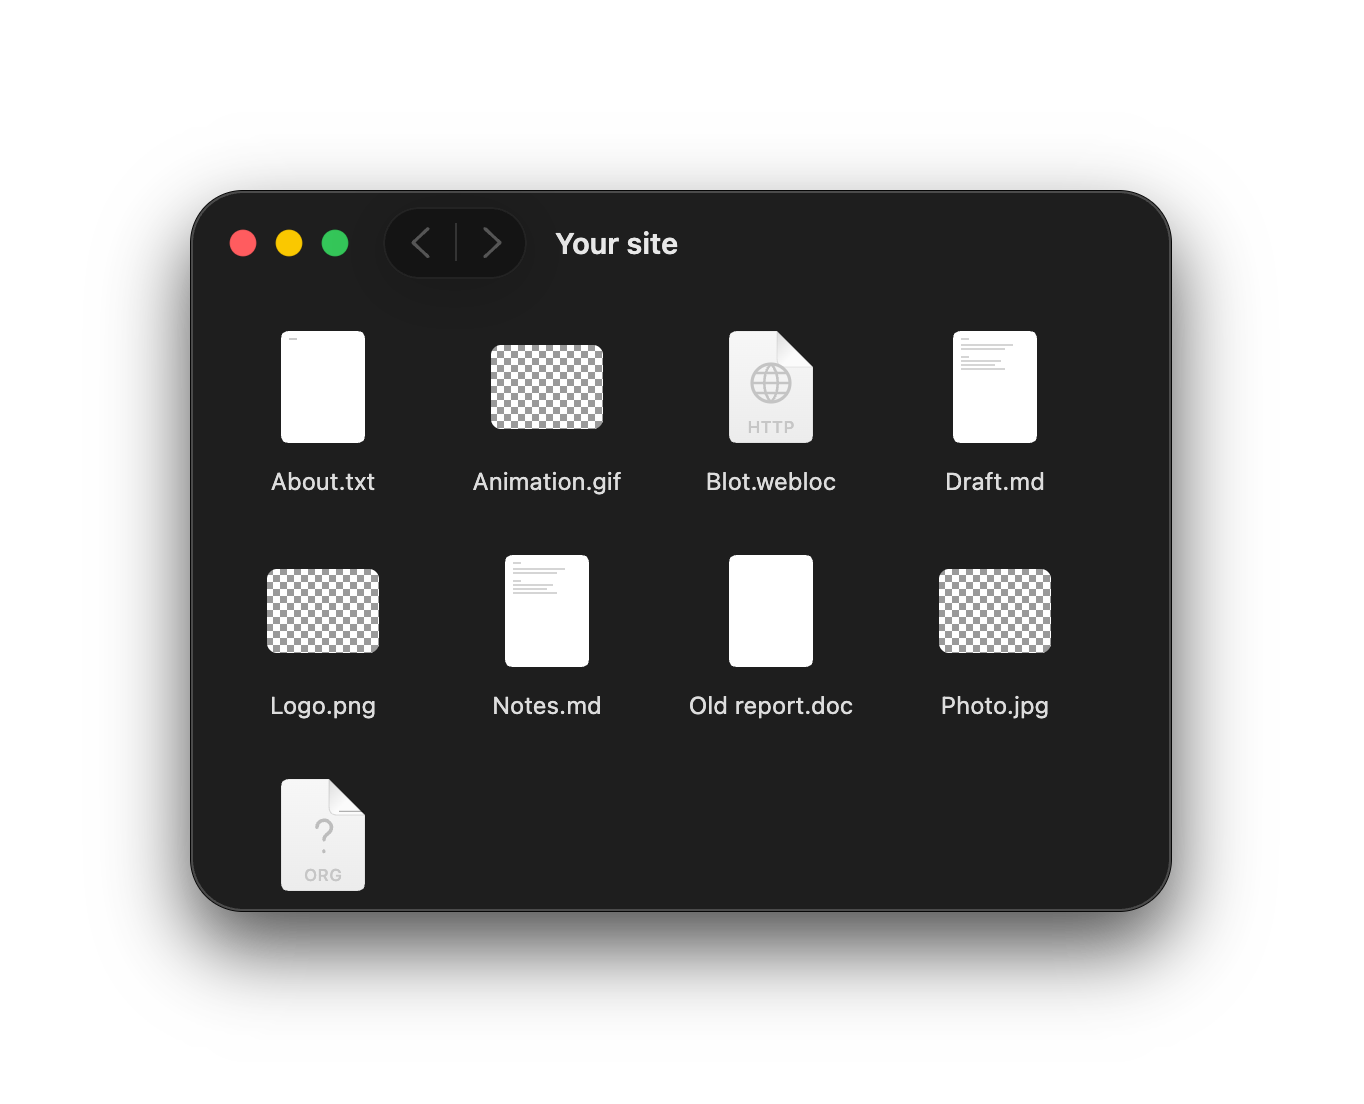 Your site
HTTP
About.txt
Animation.gif
Blot.webloc
Draft.md
Logo.png
Notes.md
Old report.doc
Photo.jpg
?
ORG